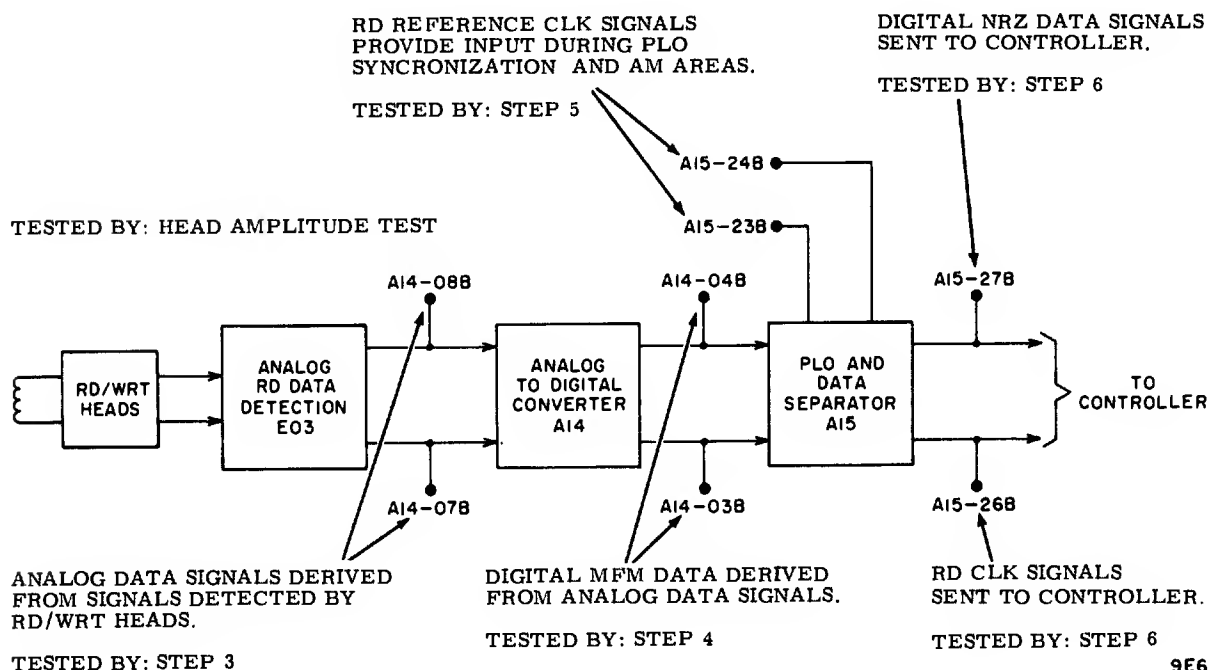 RD REFERENCE CLK SIGNALS
PROVIDE INPUT DURING PLO
SYNCRONIZATION AND AM AREAS.
TESTED BY: STEP 5
DIGITAL NRZ DATA SIGNALS
SENT TO CONTROLLER.
TESTED BY: STEP 6
A15-24B
A15-23B
TESTED BY: HEAD AMPLITUDE TEST
A14-08B
A14-04B
A15-27B
RD/WRT
HEADS
ANALOG
RD DATA
DETECTION
E03
ANALOG
TO DIGITAL
CONVERTER
A14
PLO AND
DATA
SEPARATOR
A15
TO
CONTROLLER
A14-07B
A14-03B
A15-26B
ANALOG DATA SIGNALS DERIVED
FROM SIGNALS DETECTED BY
RD/WRT HEADS.
TESTED BY: STEP 3
DIGITAL MFM DATA DERIVED
FROM ANALOG DATA SIGNALS.
TESTED BY: STEP 4
RD CLK SIGNALS
SENT TO CONTROLLER.
TESTED BY: STEP 6
9E6